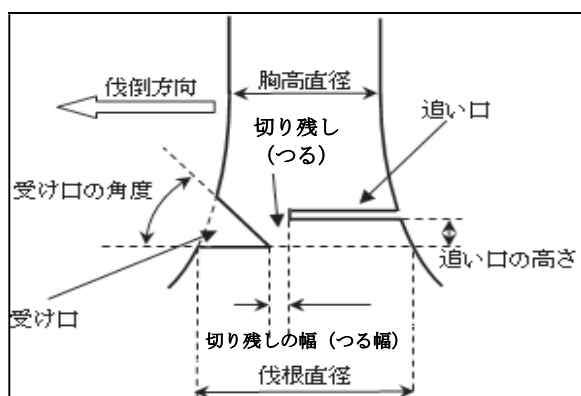 伐倒方向
胸高直径
追い口
切り残し
（つる）
受け口の角度
追い口の高さ
受け口
切り残しの幅（つる幅）
伐根直径